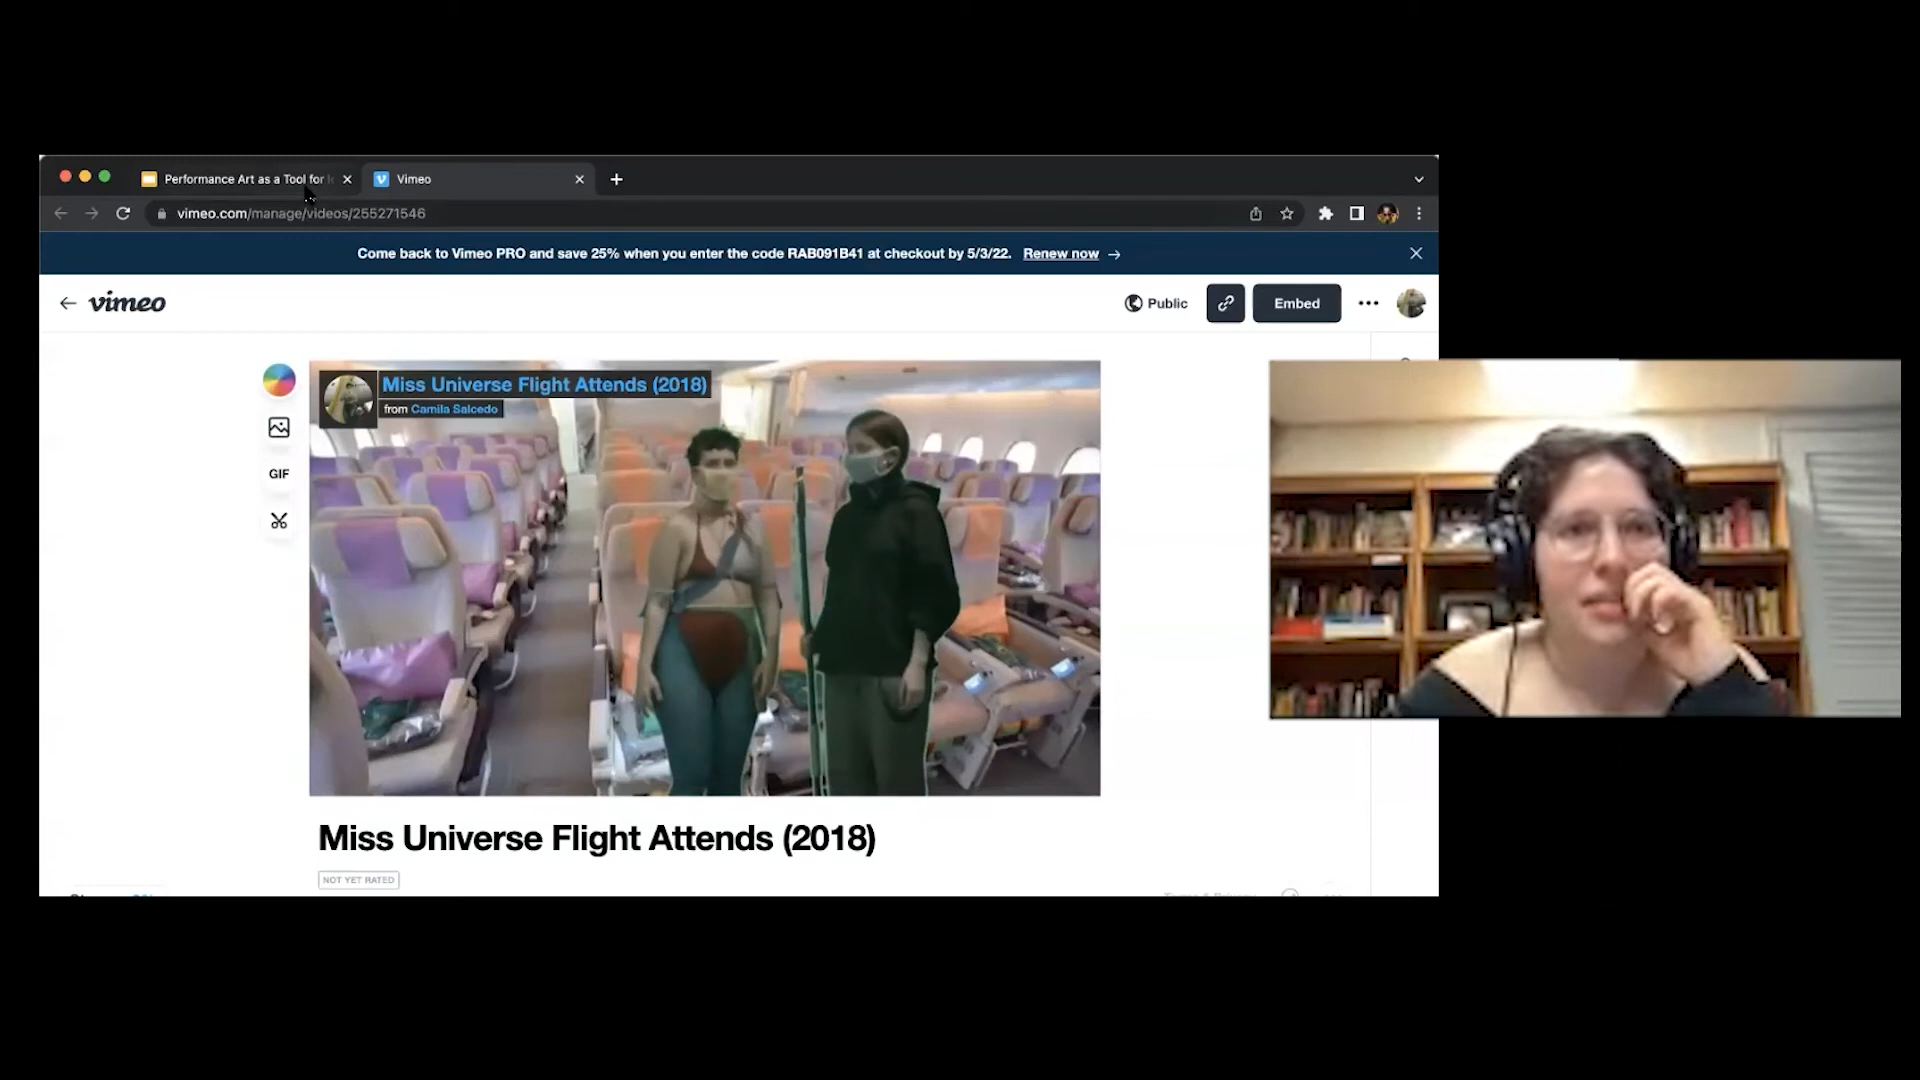 Performance Art as a Tool for
Vimeo
vimeo.com/manage/videos/255271546
Come back to Vimeo PRO and save 25% when you enter the code RAB091B41 at checkout by 5/3/22. Renew now →
vimeo
Public
Embed
GIF
Miss Universe Flight Attends (2018)
from Camila Salcedo
Miss Universe Flight Attends (2018)
NOT YET RATED